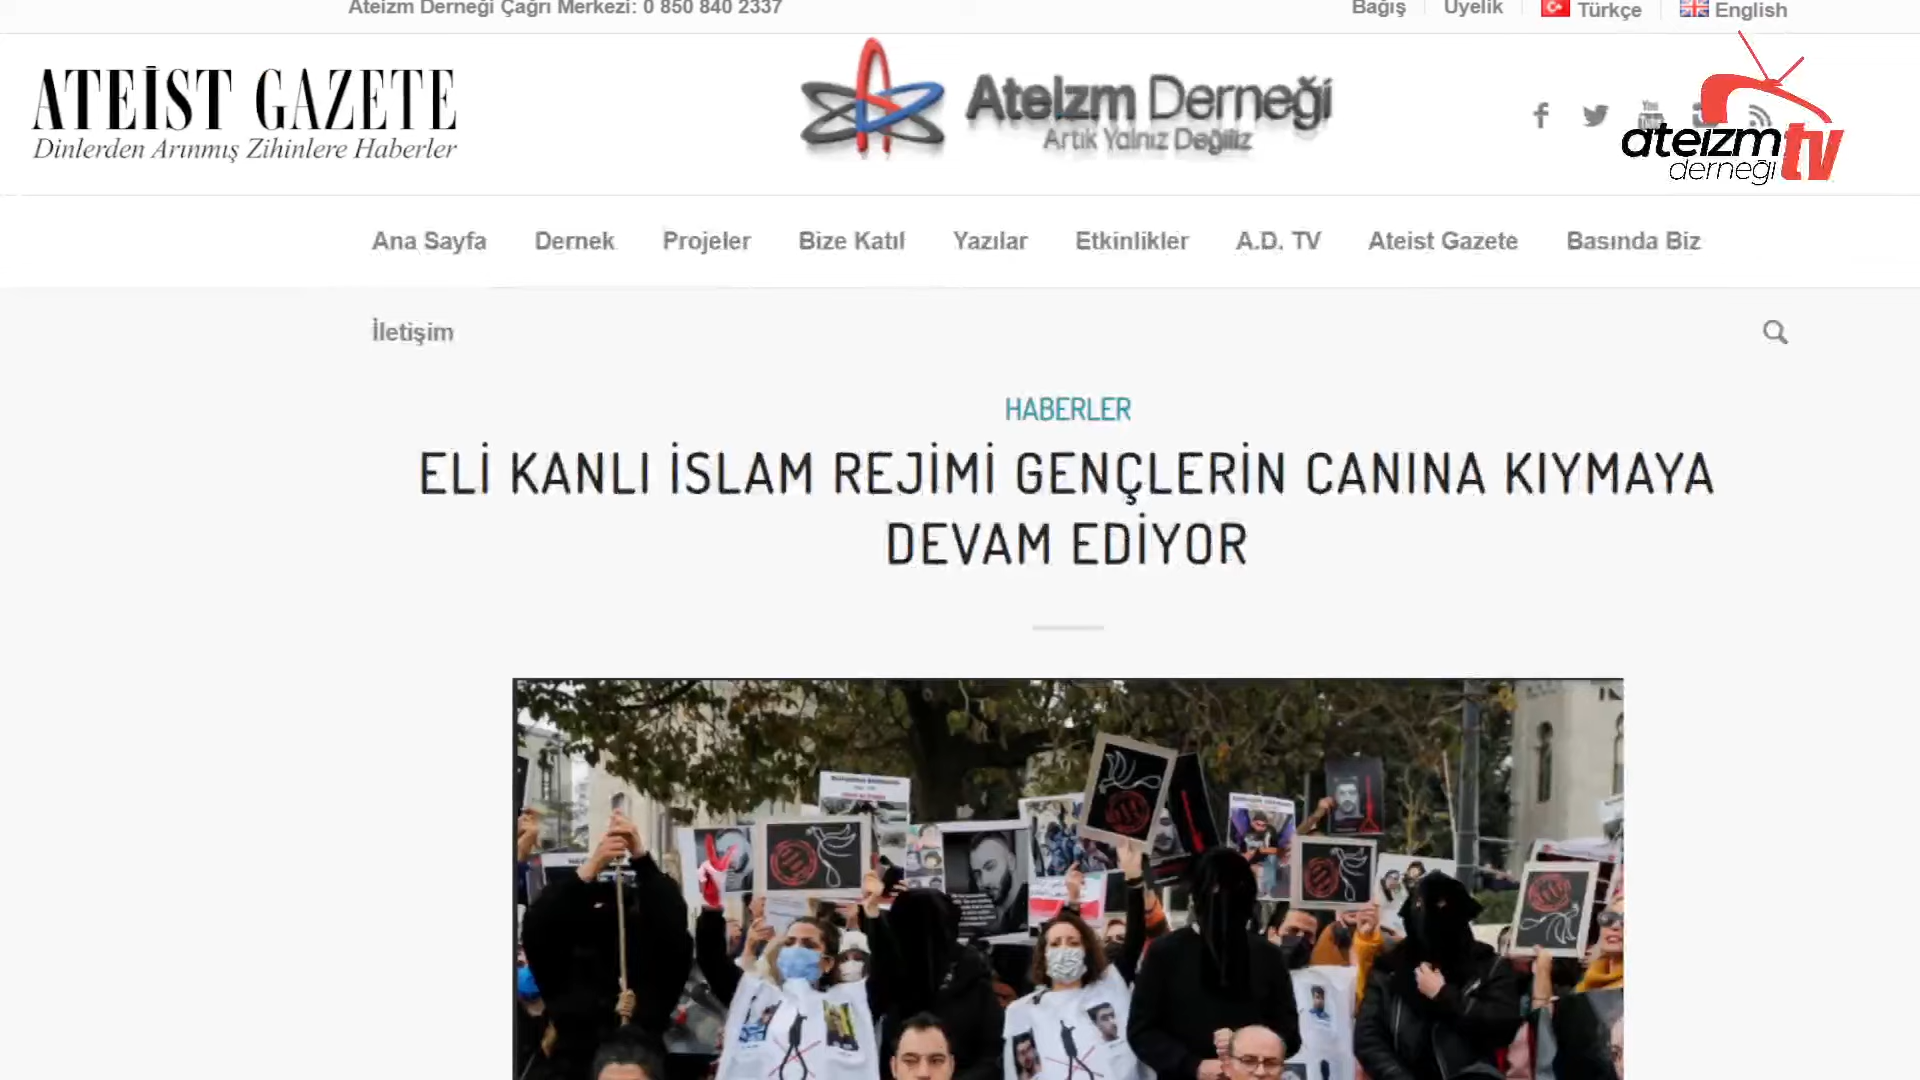 Ateizm Derneği Çağrı Merkezi: 0 850 840 2337
Bağış
Üyelik
Türkçe
English
ATEİST GAZETE
Dinlerden Arınmış Zihinlere Haberler
Ateizm Derneği
Artık Yalnız Değiliz
You
ateizm tv
derneği
Ana Sayfa
Dernek
Projeler
Bize Katıl
Yazılar
Etkinlikler
A.D. TV
Ateist Gazete
Basında Biz
İletişim
HABERLER
ELİ KANLI İSLAM REJİMİ GENÇLERİN CANINA KIYMAYA
DEVAM EDİYOR